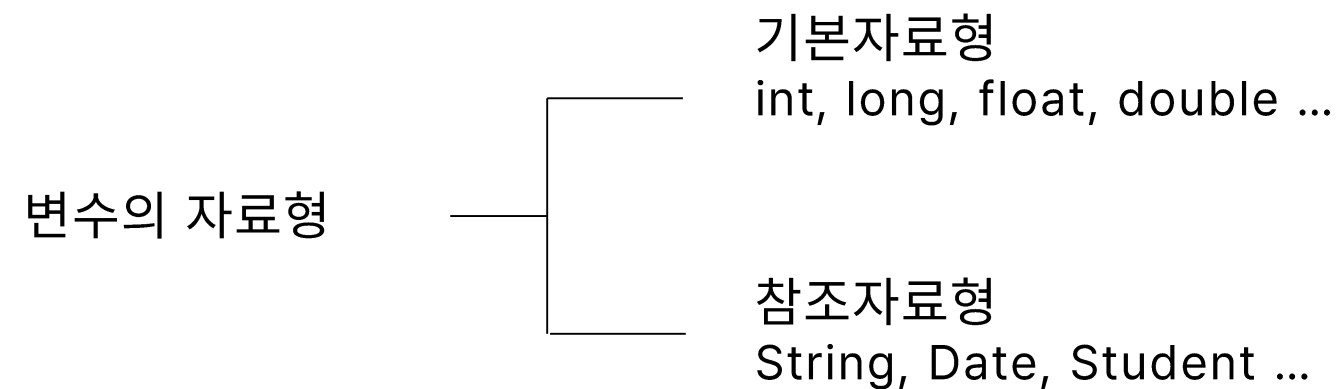 변수의 자료형
기본자료형
int, long, float, double ...
참조자료형
String, Date, Student ...